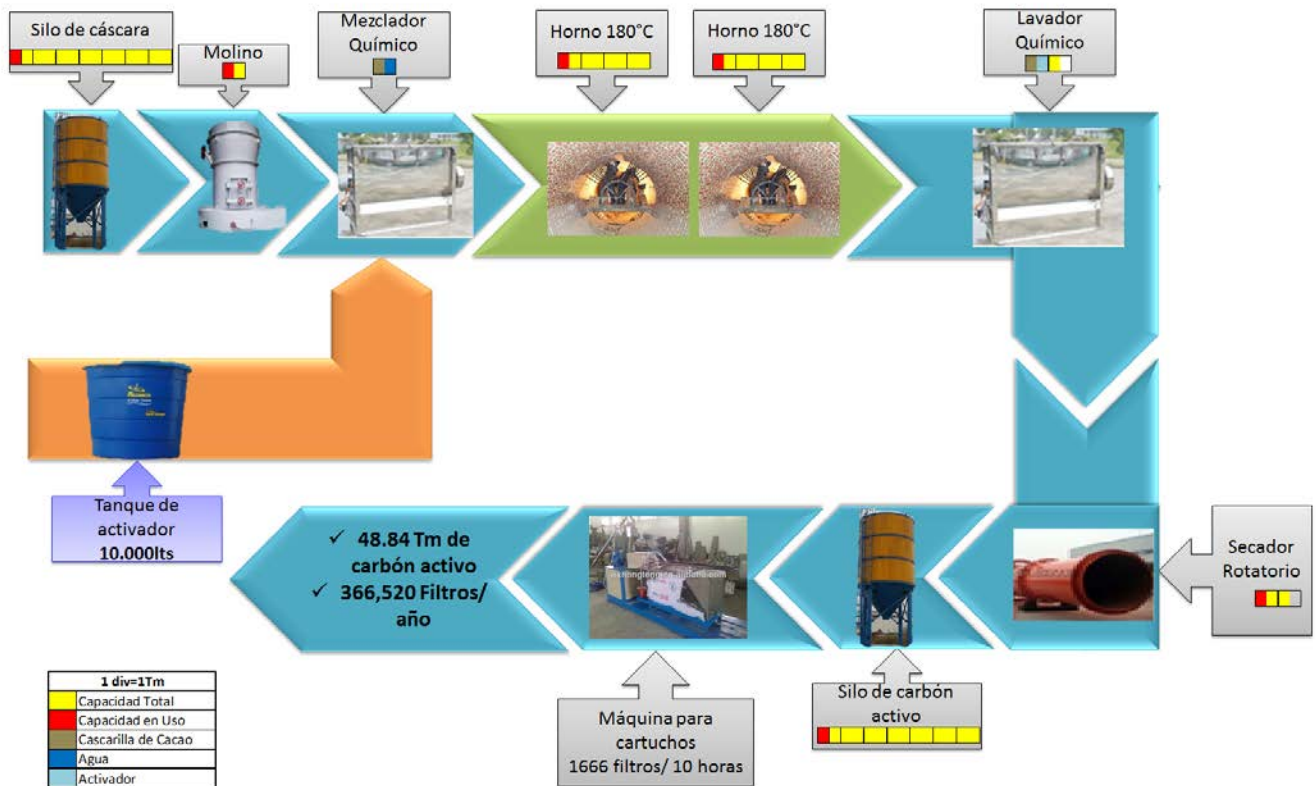 Silo de cáscara
Molino
Mezclador
Químico
Horno 180°C
Horno 180°C
Lavador
Químico
Tanque de
activador
10.000lts
✓ 48.84 Tm de
carbón activo
✓ 366,520 Filtros/
año
Secador
Rotatorio
Máquina para
cartuchos
1666 filtros/ 10 horas
Silo de carbón
activo
1 div=1Tm
Capacidad Total
Capacidad en Uso
Cascarilla de Cacao
Agua
Activador